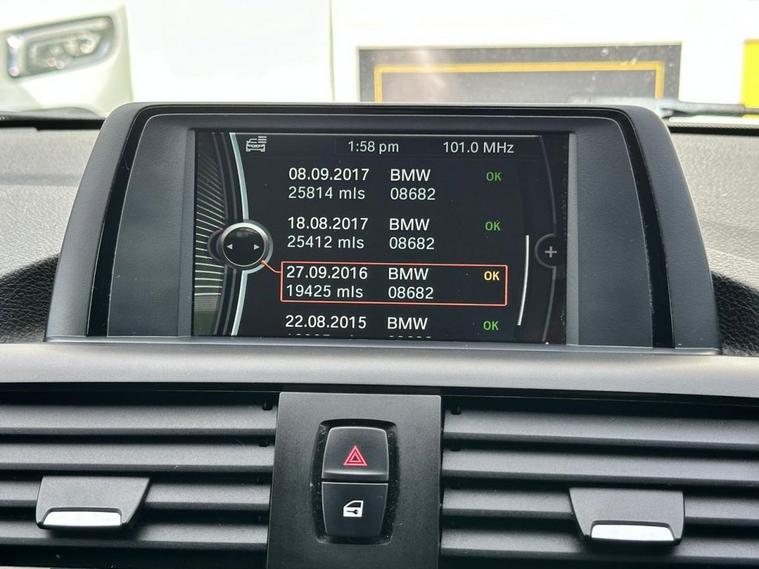 1:58 pm 101.0 MHz
08.09.2017 BMW OK
25814 mls 08682
18.08.2017 BMW OK
25412 mls 08682
27.09.2016 BMW OK
19425 mls 08682
22.08.2015 BMW OK